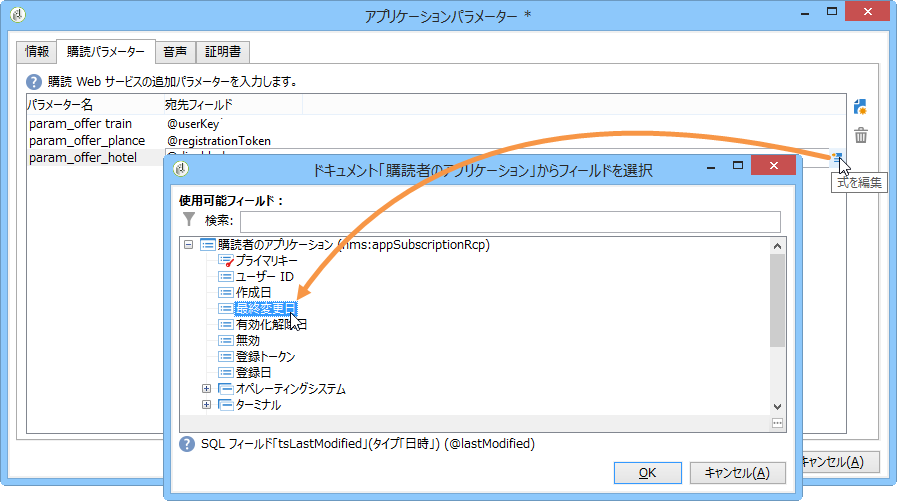 アプリケーションパラメーター *
情報
購読パラメーター
音声
証明書
購読 Web サービスの追加パラメーターを入力します。
パラメーター名 宛先フィールド
param_offer train @userKey
param_offer_plance @registrationToken
param_offer_hotel
式を編集
ドキュメント「購読者のアプリケーション」からフィールドを選択
使用可能フィールド：
検索:
購読者のアプリケーション (nms:appSubscriptionRcp)
プライマリキー
ユーザー ID
作成日
最終変更日
有効化解除日
無効
登録トークン
登録日
オペレーティングシステム
ターミナル
SQL フィールド「tsLastModified」(タイプ「日時」) (@lastModified)
OK
キャンセル(A)
キャンセル(A)